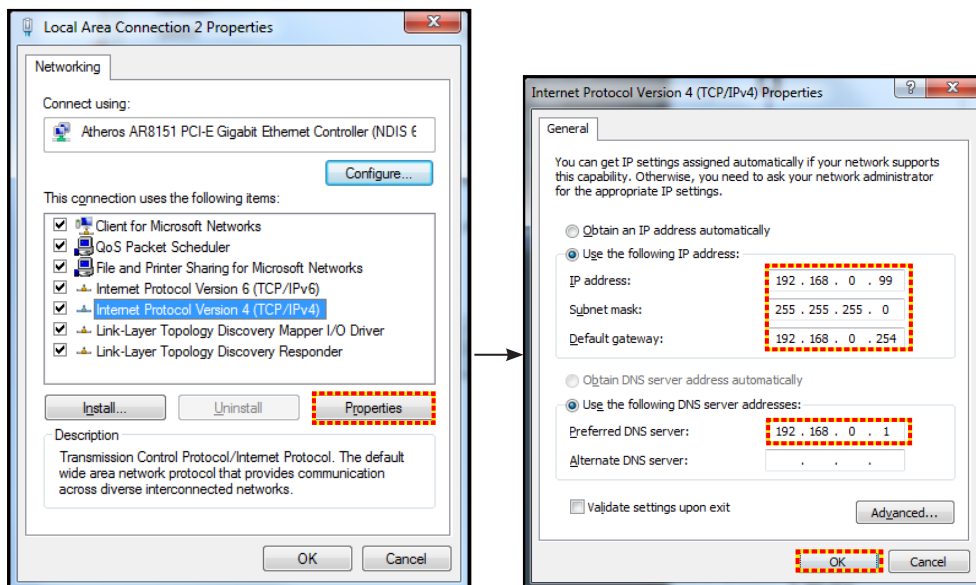 Local Area Connection 2 Properties
Networking
Connect using:
Atheros AR8151 PCI-E Gigabit Ethernet Controller (NDIS 6
Configure...
This connection uses the following items:
Client for Microsoft Networks
QoS Packet Scheduler
File and Printer Sharing for Microsoft Networks
Internet Protocol Version 6 (TCP/IPv6)
Internet Protocol Version 4 (TCP/IPv4)
Link-Layer Topology Discovery Mapper I/O Driver
Link-Layer Topology Discovery Responder
Install...
Uninstall
Properties
Description
Transmission Control Protocol/Internet Protocol. The default
wide area network protocol that provides communication
across diverse interconnected networks.
OK
Cancel
Internet Protocol Version 4 (TCP/IPv4) Properties
General
You can get IP settings assigned automatically if your network supports
this capability. Otherwise, you need to ask your network administrator
for the appropriate IP settings.
Obtain an IP address automatically
Use the following IP address:
IP address: 192 . 168 . 0 . 99
Subnet mask: 255 . 255 . 255 . 0
Default gateway: 192 . 168 . 0 . 254
Obtain DNS server address automatically
Use the following DNS server addresses:
Preferred DNS server: 192 . 168 . 0 . 1
Alternate DNS server: . . .
Validate settings upon exit
Advanced...
OK
Cancel